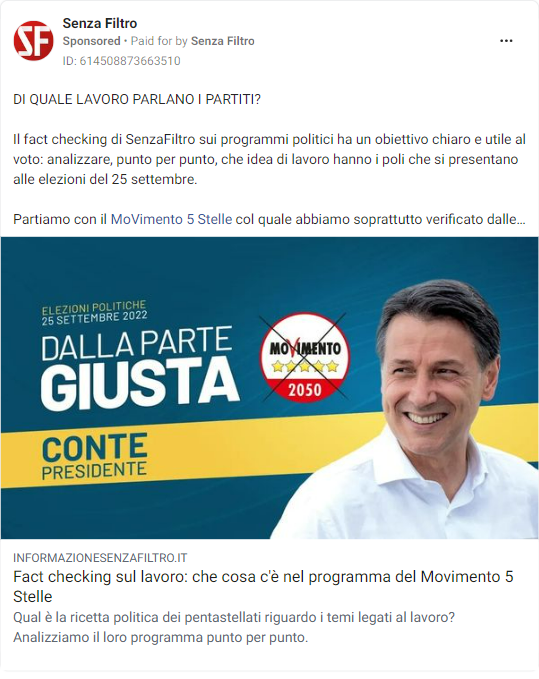 SF
Senza Filtro
Sponsored • Paid for by Senza Filtro
ID: 614508873663510
DI QUALE LAVORO PARLANO I PARTITI?
Il fact checking di SenzaFiltro sui programmi politici ha un obiettivo chiaro e utile al
voto: analizzare, punto per punto, che idea di lavoro hanno i poli che si presentano
alle elezioni del 25 settembre.
Partiamo con il MoVimento 5 Stelle col quale abbiamo soprattutto verificato dalle...
ELEZIONI POLITICHE
25 SETTEMBRE 2022
DALLA PARTE
GIUSTA
MOVIMENTO
2050
CONTE
PRESIDENTE
INFORMAZIONESENZAFILTRO.IT
Fact checking sul lavoro: che cosa c'è nel programma del Movimento 5
Stelle
Qual è la ricetta politica dei pentastellati riguardo i temi legati al lavoro?
Analizziamo il loro programma punto per punto.